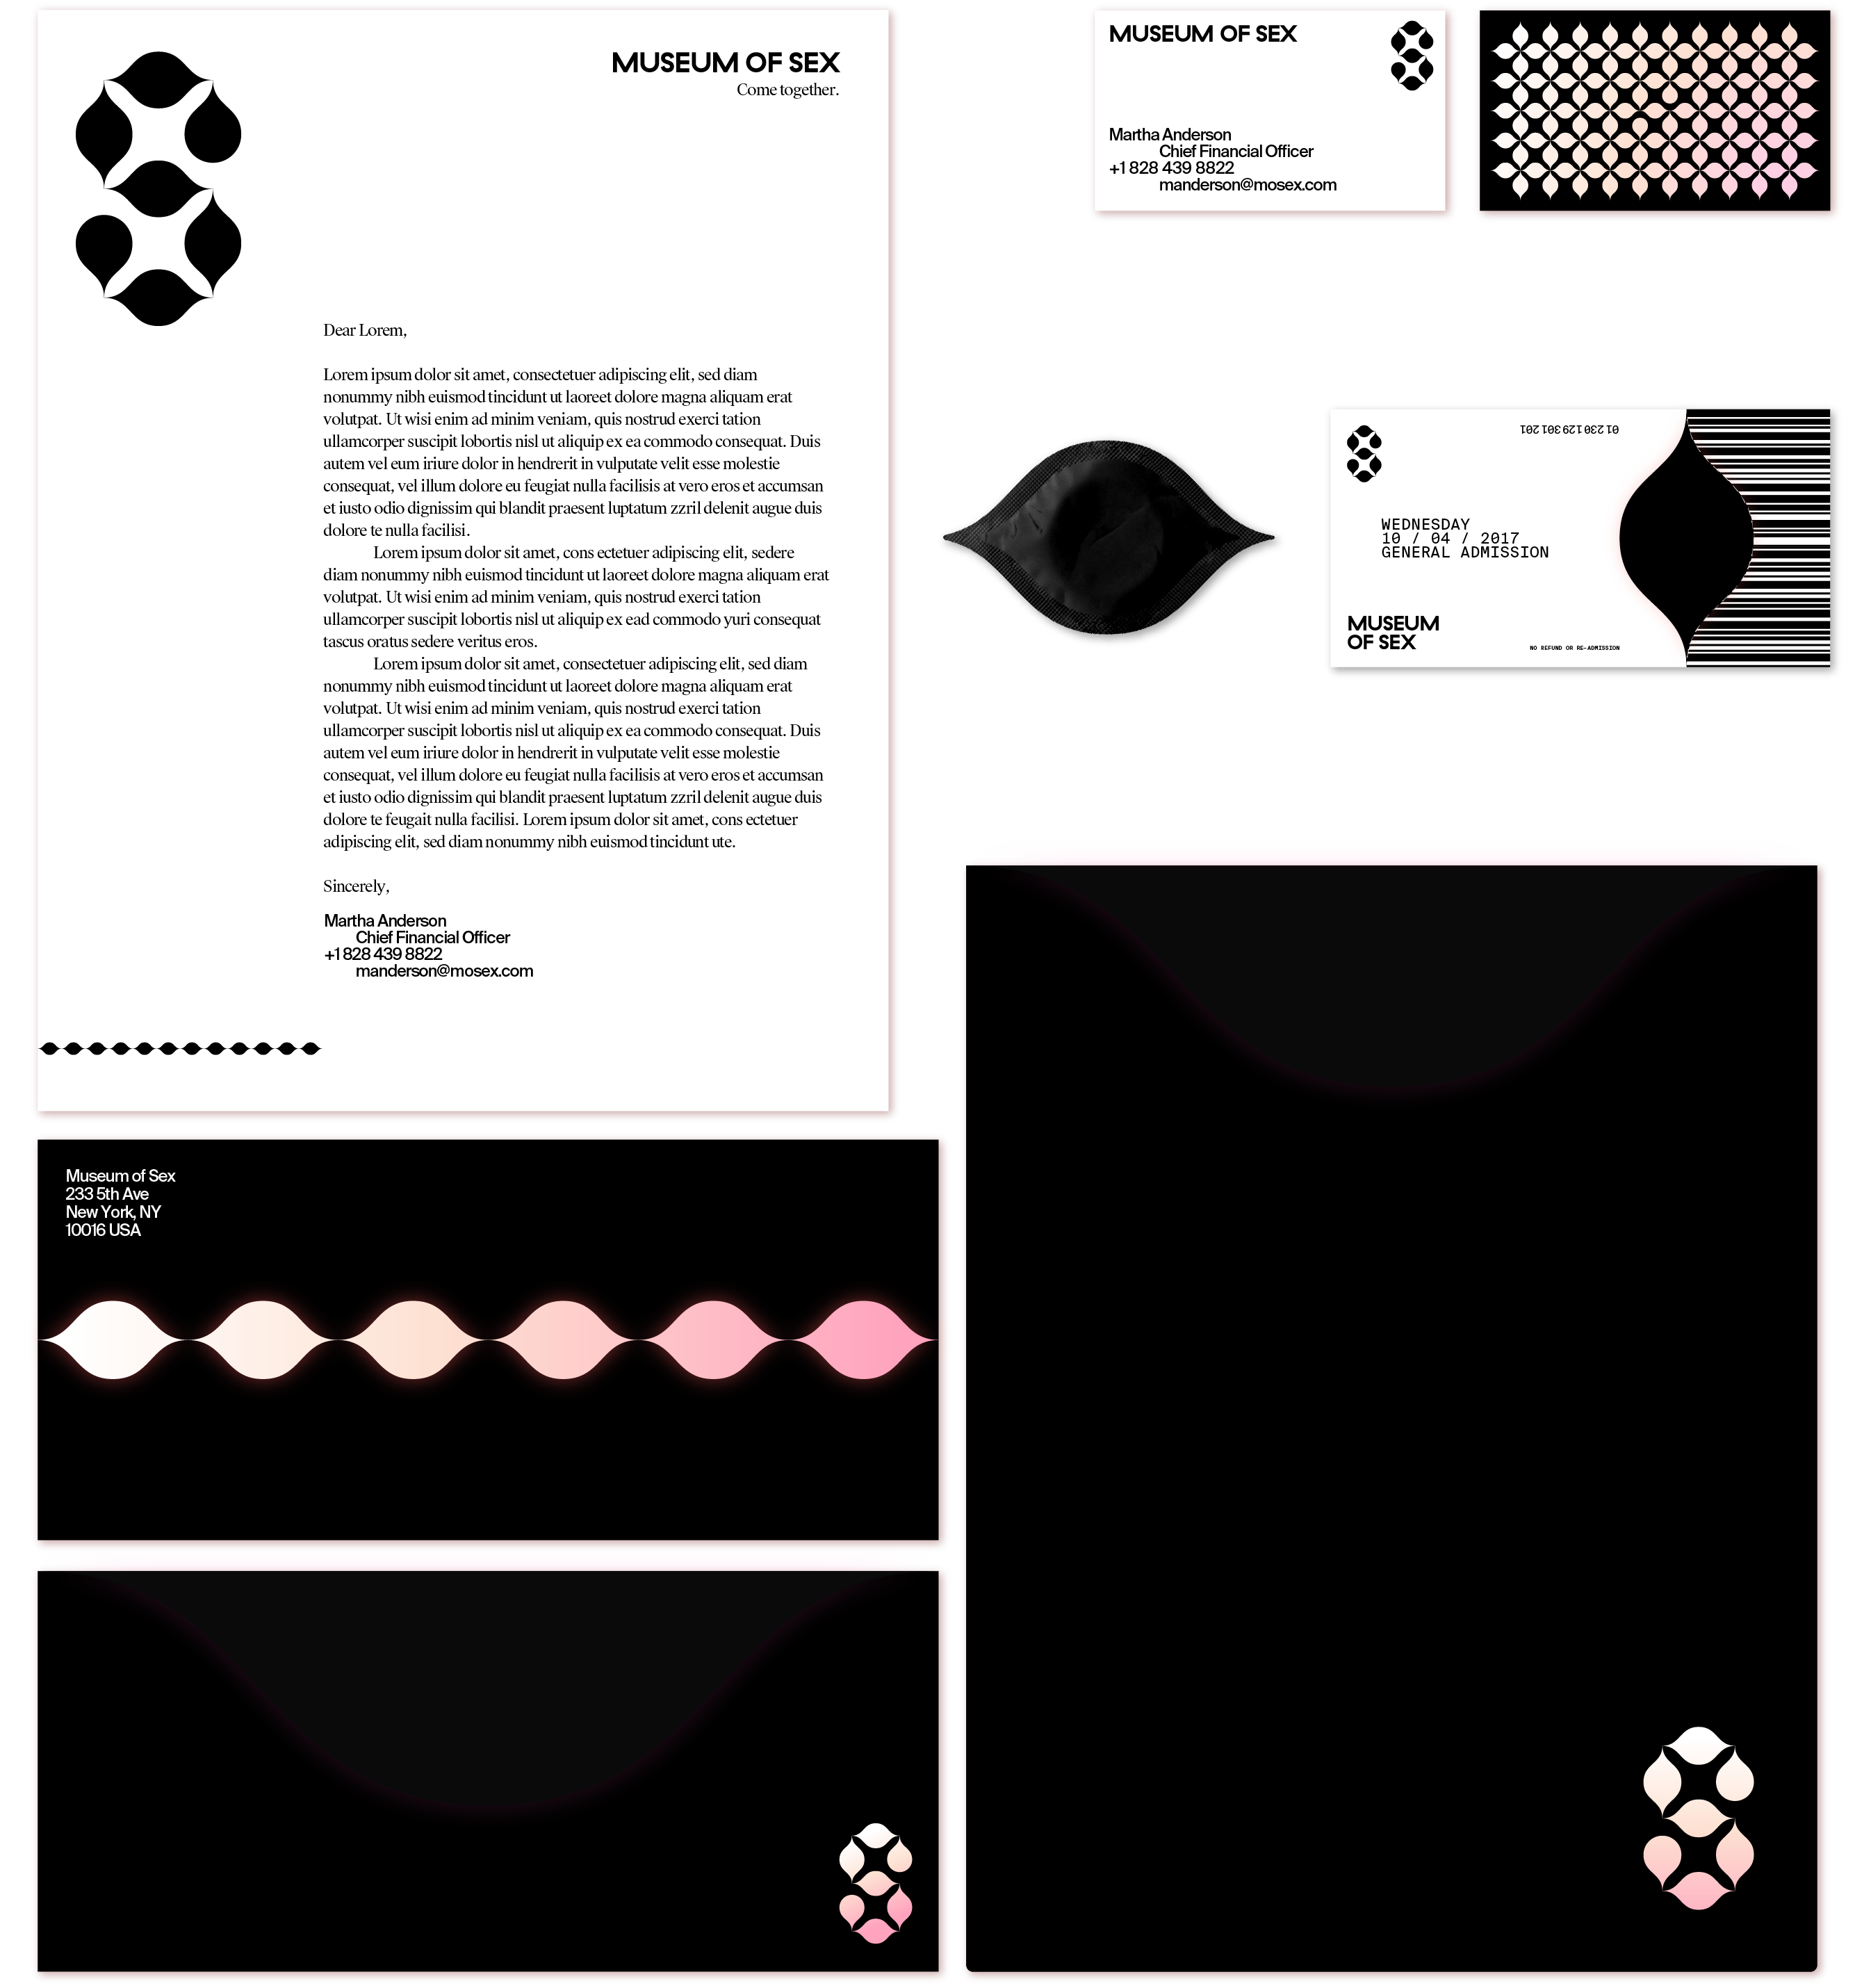 MUSEUM OF SEX
Come together.
Dear Lorem,
Lorem ipsum dolor sit amet, consectetuer adipiscing elit, sed diam
nonummy nibh euismod tincidunt ut laoreet dolore magna aliquam erat
volutpat. Ut wisi enim ad minim veniam, quis nostrud exerci tation
ullamcorper suscipit lobortis nisl ut aliquip ex ea commodo consequat. Duis
autem vel eum iriure dolor in hendrerit in vulputate velit esse molestie
consequat, vel illum dolore eu feugiat nulla facilisis at vero eros et accumsan
et iusto odio dignissim qui blandit praesent luptatum zzril delenit augue duis
dolore te nulla facilisi.
Lorem ipsum dolor sit amet, cons ectetuer adipiscing elit, sedere
diam nonummy nibh euismod tincidunt ut laoreet dolore magna aliquam erat
volutpat. Ut wisi enim ad minim veniam, quis nostrud exerci tation
ullamcorper suscipit lobortis nisl ut aliquip ex ead commodo yuri consequat
tascus oratus sedere veritus eros.
Lorem ipsum dolor sit amet, consectetuer adipiscing elit, sed diam
nonummy nibh euismod tincidunt ut laoreet dolore magna aliquam erat
volutpat. Ut wisi enim ad minim veniam, quis nostrud exerci tation
ullamcorper suscipit lobortis nisl ut aliquip ex ea commodo consequat. Duis
autem vel eum iriure dolor in hendrerit in vulputate velit esse molestie
consequat, vel illum dolore eu feugiat nulla facilisis at vero eros et accumsan
et iusto odio dignissim qui blandit praesent luptatum zzril delenit augue duis
dolore te feugait nulla facilisi. Lorem ipsum dolor sit amet, cons ectetuer
adipiscing elit, sed diam nonummy nibh euismod tincidunt ute.
Sincerely,
Martha Anderson
Chief Financial Officer
+1 828 439 8822
manderson@mosex.com
MUSEUM OF SEX
Martha Anderson
Chief Financial Officer
+1 828 439 8822
manderson@mosex.com
01 230 129 301 201
WEDNESDAY
10 / 04 / 2017
GENERAL ADMISSION
MUSEUM
OF SEX
NO REFUND OR RE-ADMISSION
Museum of Sex
233 5th Ave
New York, NY
10016 USA